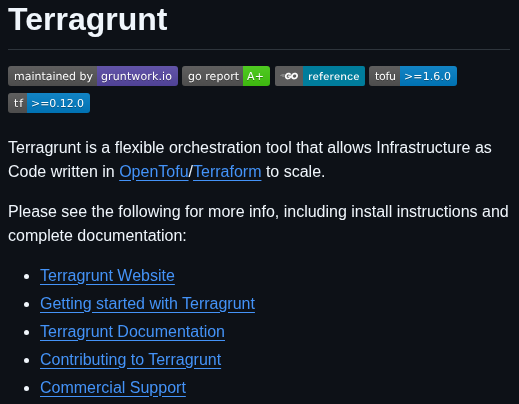 Terragrunt
maintained by gruntwork.io go report A+ GO reference tofu >=1.6.0
tf >=0.12.0
Terragrunt is a flexible orchestration tool that allows Infrastructure as
Code written in OpenTofu/Terraform to scale.
Please see the following for more info, including install instructions and
complete documentation:
• Terragrunt Website
• Getting started with Terragrunt
• Terragrunt Documentation
• Contributing to Terragrunt
• Commercial Support